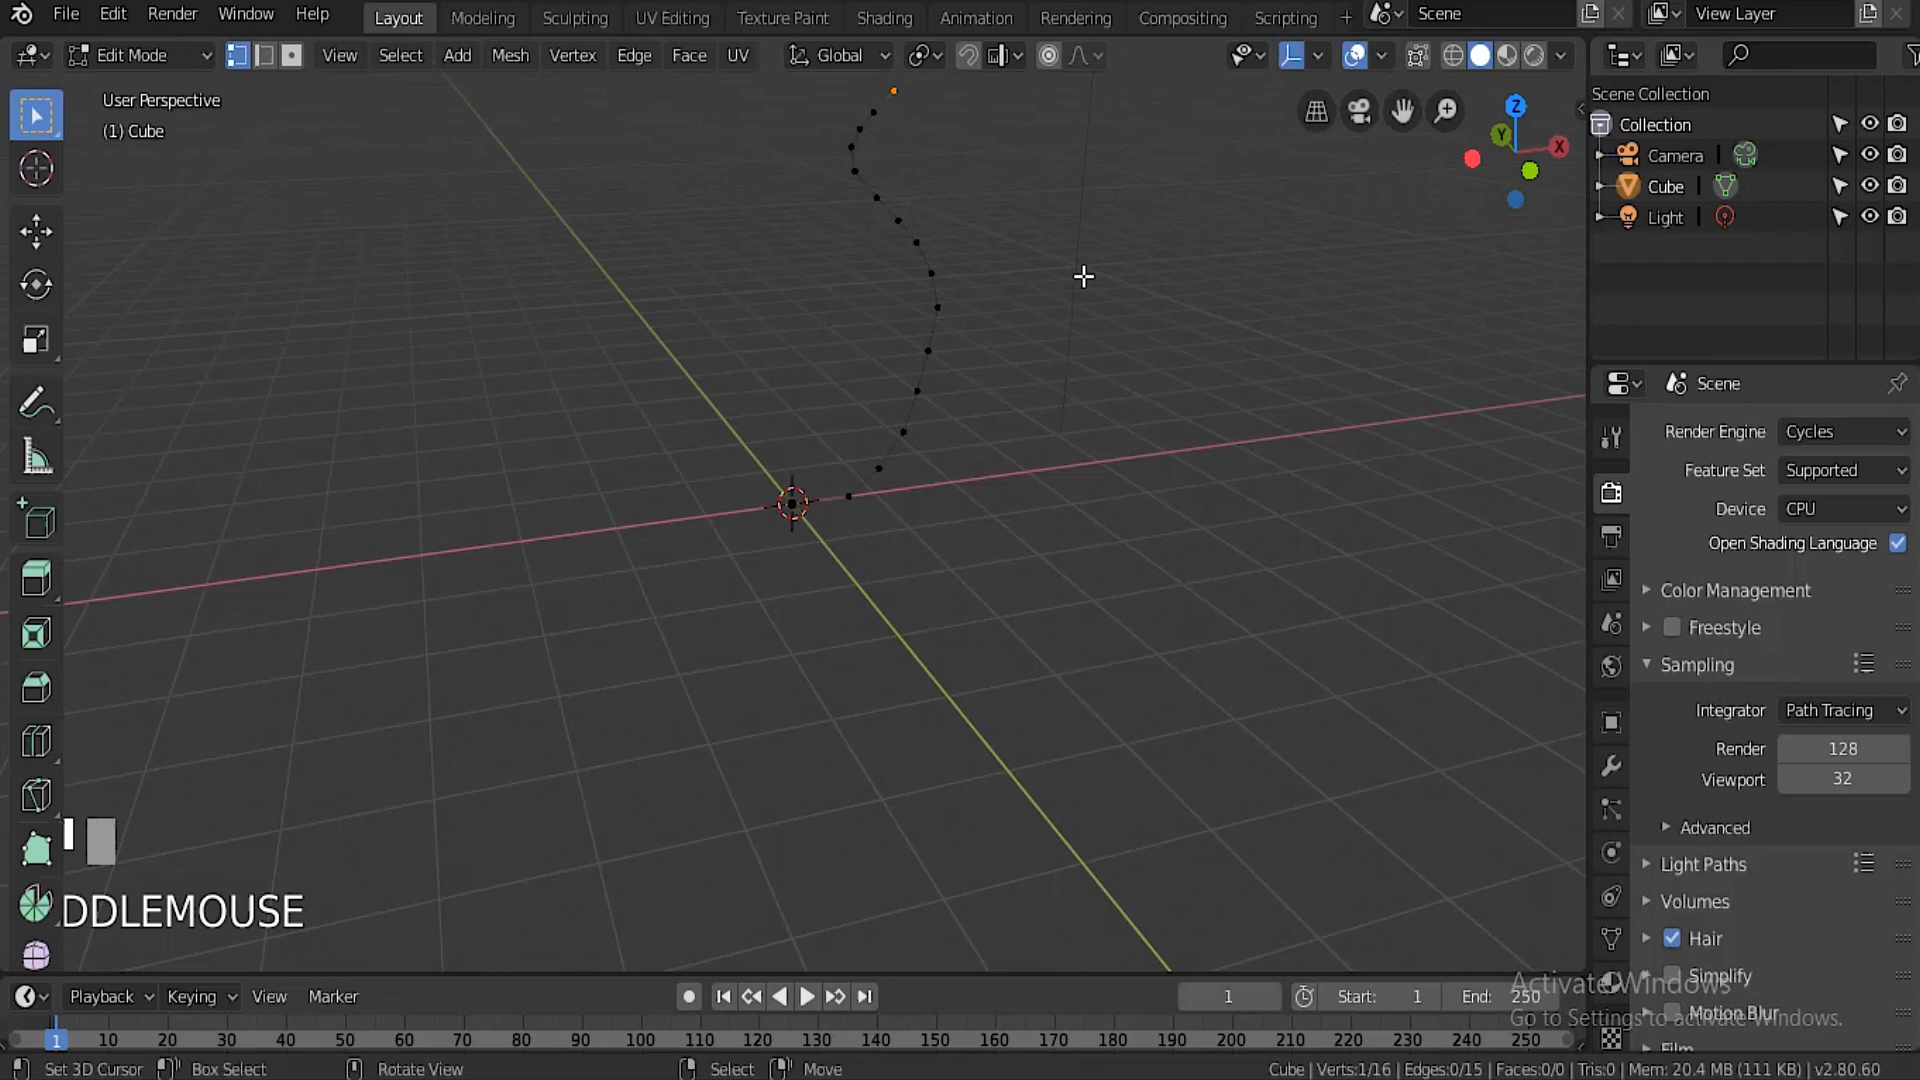 File Edit Render Window Help Layout Modeling Sculpting UV Editing Texture Paint Shading Animation Rendering Compositing Scripting + Scene View Layer
Edit Mode View Select Add Mesh Vertex Edge Face UV Global
User Perspective
(1) Cube
Z
Y
X
Scene Collection
Collection
Camera
Cube
Light
Scene
Render Engine Cycles
Feature Set Supported
Device CPU
Open Shading Language
Color Management
Freestyle
Sampling
Integrator Path Tracing
Render 128
Viewport 32
Advanced
Light Paths
Volumes
Hair
Simplify
Motion Blur
Film
DDLEMOUSE
Activate Windows
Go to Settings to activate Windows.
Playback Keying View Marker 1 Start: 1 End: 250
1 10 20 30 40 50 60 70 80 90 100 110 120 130 140 150 160 170 180 190 200 210 220 230 240 250
Set 3D Cursor Box Select Rotate View Select Move Cube | Verts:1/16 | Edges:0/15 | Faces:0/0 | Tris:0 | Mem: 20.4 MB (111 KB) | v2.80.60